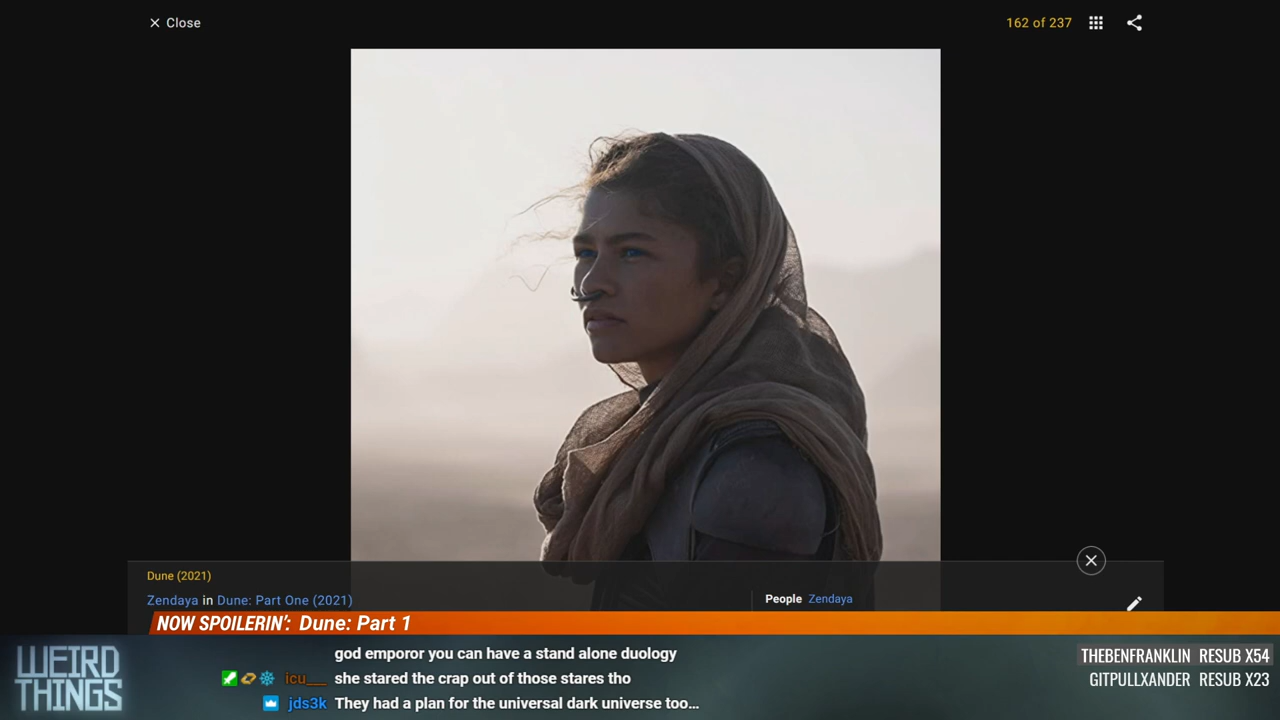 Close
162 of 237
Dune (2021)
Zendaya in Dune: Part One (2021)
People Zendaya
NOW SPOILERIN': Dune: Part 1
WEIRD
THINGS
god emporor you can have a stand alone duology
icu__ she stared the crap out of those stares tho
jds3k They had a plan for the universal dark universe too...
THEBENFRANKLIN RESUB X54
GITPULLXANDER RESUB X23